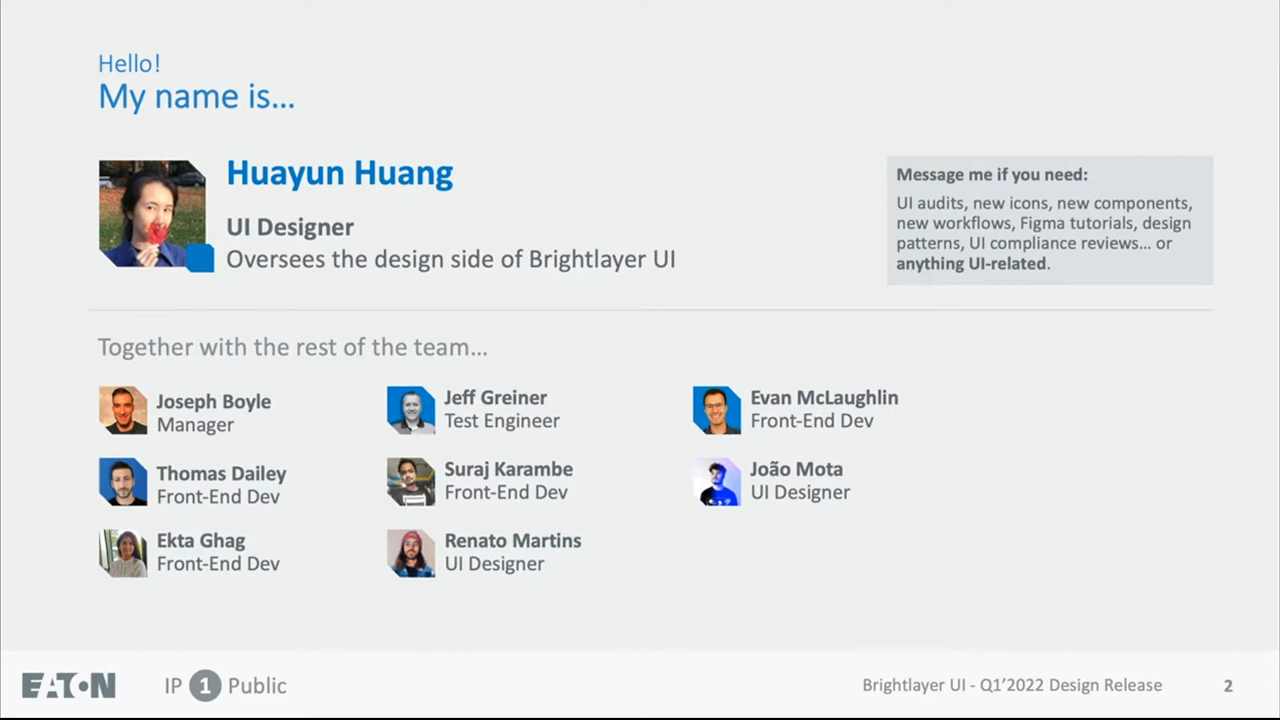 Hello!
My name is...
Huayun Huang
UI Designer
Oversees the design side of Brightlayer UI
Message me if you need:
UI audits, new icons, new components,
new workflows, Figma tutorials, design
patterns, UI compliance reviews... or
anything UI-related.
Together with the rest of the team...
Joseph Boyle
Manager
Jeff Greiner
Test Engineer
Evan McLaughlin
Front-End Dev
Thomas Dailey
Front-End Dev
Suraj Karambe
Front-End Dev
João Mota
UI Designer
Ekta Ghag
Front-End Dev
Renato Martins
UI Designer
EATON
IP 1 Public
Brightlayer UI - Q1’2022 Design Release
2